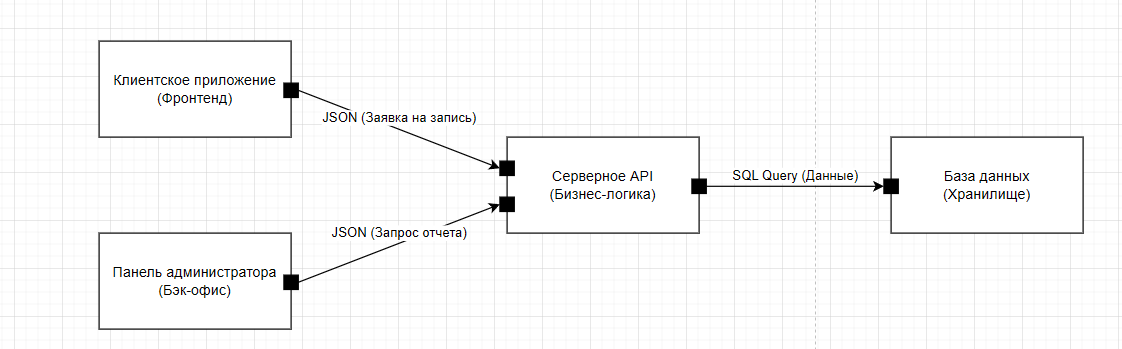 Клиентское приложение
(Фронтенд)
JSON (Заявка на запись)
Серверное API
(Бизнес-логика)
SQL Query (Данные)
База данных
(Хранилище)
JSON (Запрос отчета)
Панель администратора
(Бэк-офис)